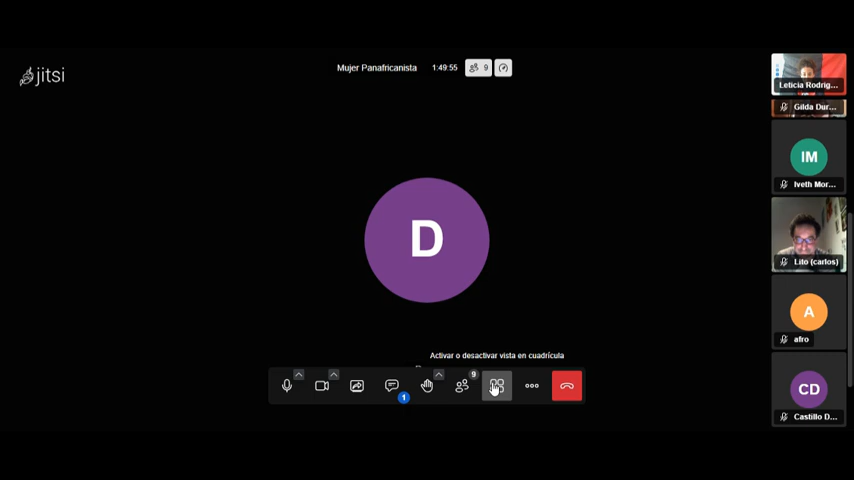 jitsi
Mujer Panafricanista 1:49:55 9
Leticia Rodrig...
Gilda Dur...
IM
Iveth Mor...
D
Lito (carlos)
A
afro
Activar o desactivar vista en cuadrícula
9
1
CD
Castillo D...